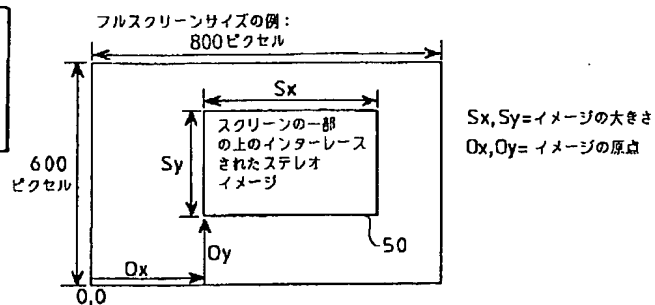 フルスクリーンサイズの例：
800ピクセル
Sx
スクリーンの一部
の上のインターレース
されたステレオ
イメージ
Sx,Sy=イメージの大きさ
Ox,Oy=イメージの原点
600
ピクセル
Sy
50
Oy
Ox
0,0